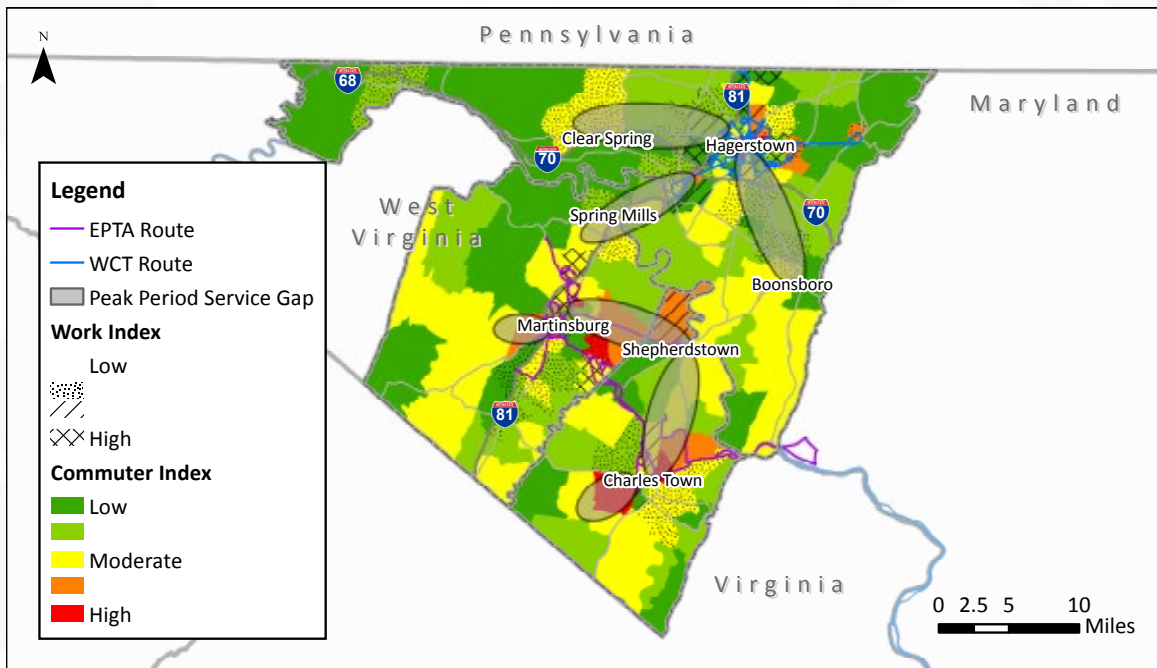 Pennsylvania
N
68
81
Maryland
Clear Spring
Hagerstown
70
Legend
West
Virginia
EPTA Route
Spring Mills
70
WCT Route
Peak Period Service Gap
Boonsboro
Work Index
Martinsburg
Low
Shepherdstown
81
High
Commuter Index
Charles Town
Low
Moderate
Virginia
High
0 2.5 5 10
Miles